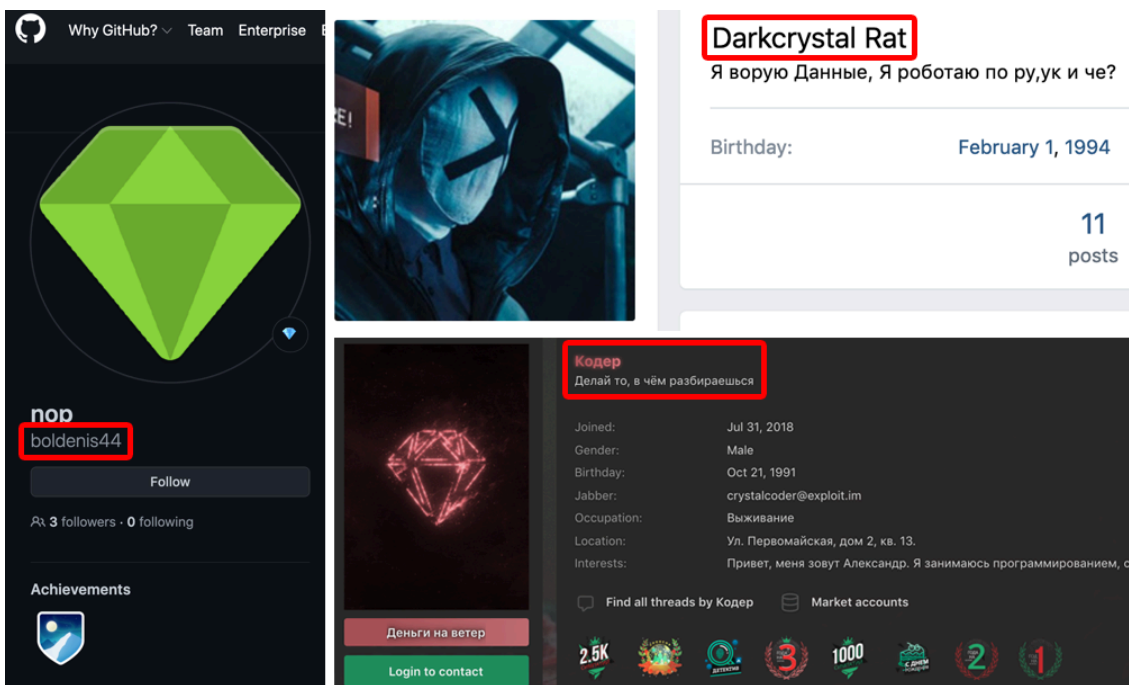 Why GitHub?
Team
Enterprise
nop
boldenis44
Follow
3 followers · 0 following
Achievements
RE!
Darkcrystal Rat
Я ворую Данные, Я роботаю по ру,ук и че?
Birthday:
February 1, 1994
11
posts
Деньги на ветер
Login to contact
Кодер
Делай то, в чём разбираешься
Joined:
Jul 31, 2018
Gender:
Male
Birthday:
Oct 21, 1991
Jabber:
crystalcoder@exploit.im
Occupation:
Выживание
Location:
Ул. Первомайская, дом 2, кв. 13.
Interests:
Привет, меня зовут Александр. Я занимаюсь программированием, с
Find all threads by Кодер
Market accounts
2.5K
ДЕТЕКТИВ
3
1000
С ДНЕМ
2
1